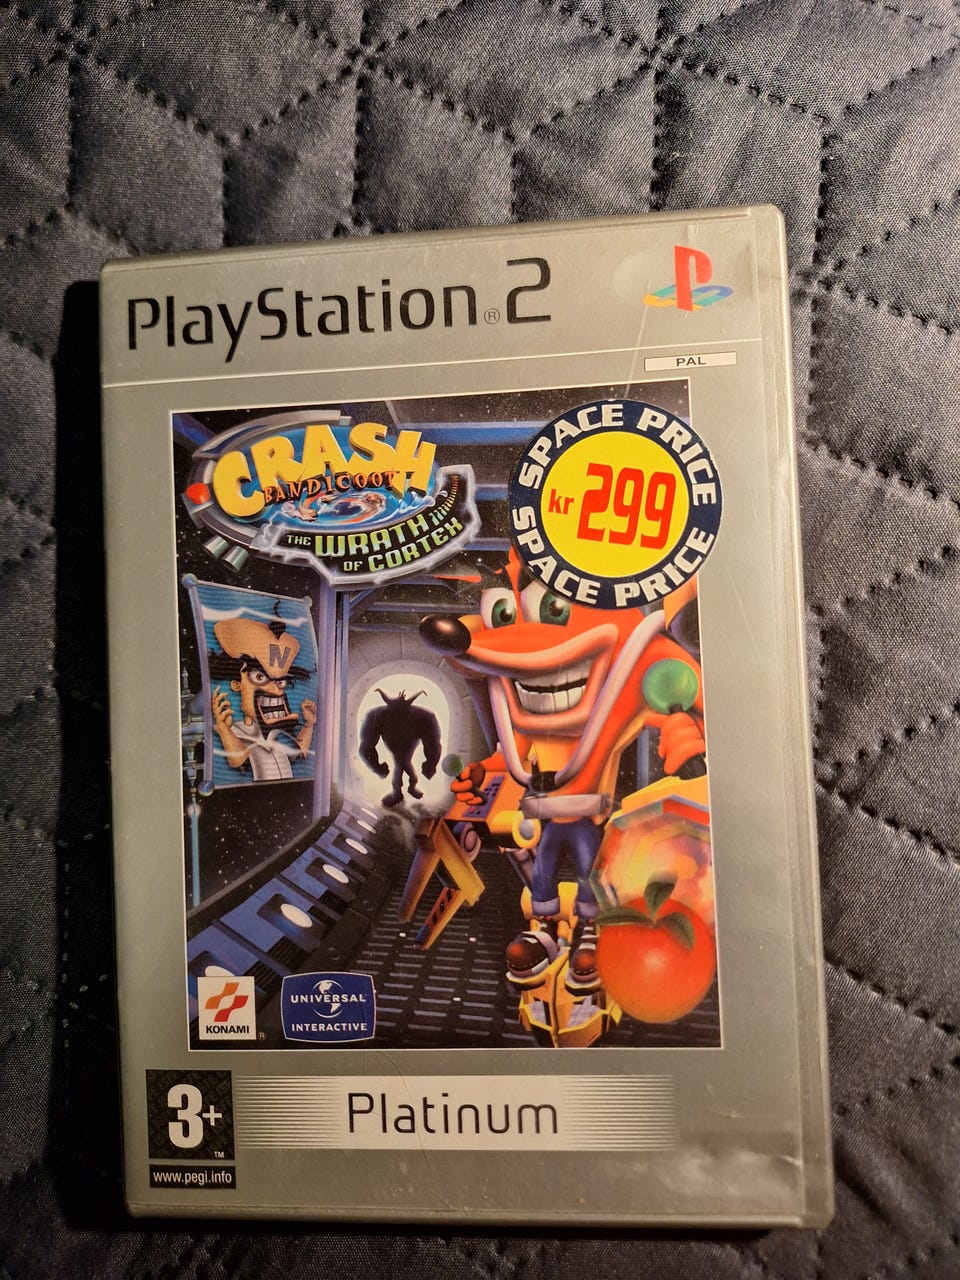 PlayStation®2
PAL
CRASH
BANDICOOT
THE WRATH
OF CORTEX
SPACE PRICE
kr 299
SPACE PRICE
N
KONAMI ®
UNIVERSAL
INTERACTIVE
3+
TM
Platinum
www.pegi.info